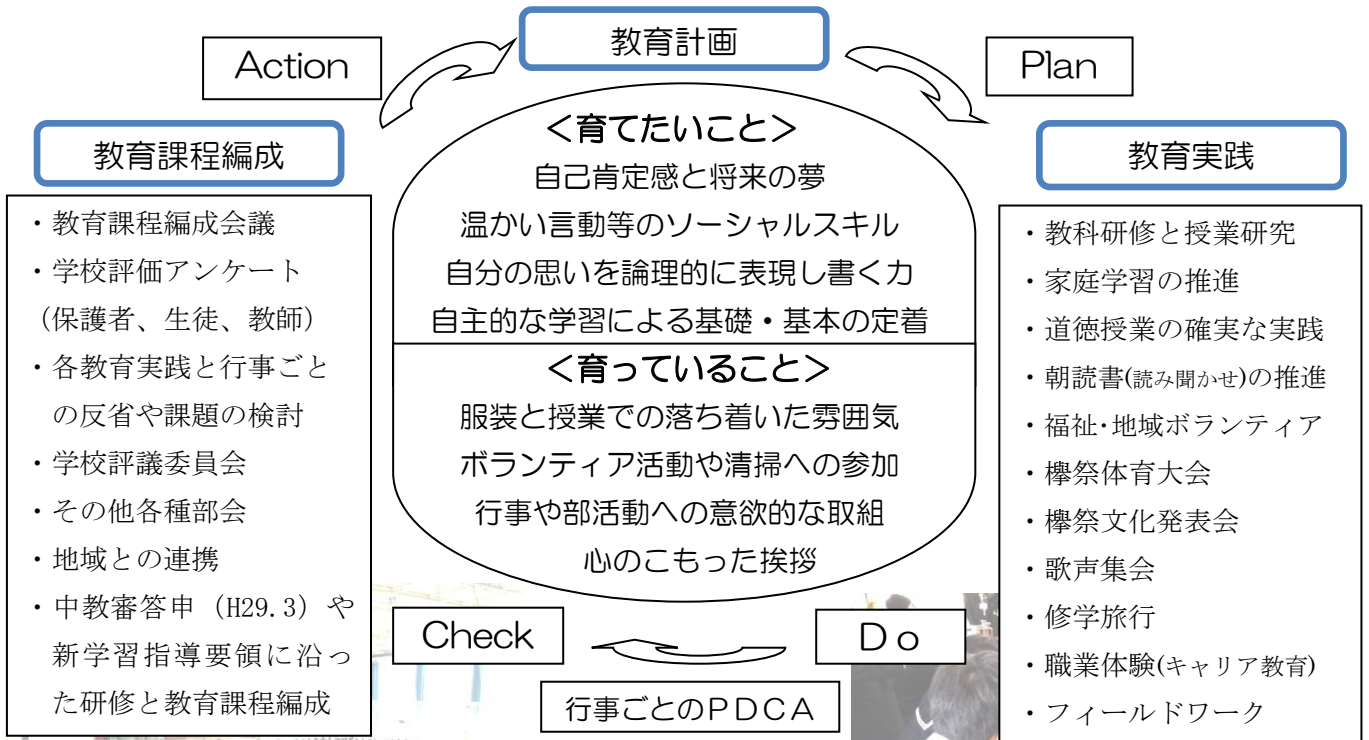 教育計画
Action
Plan
教育課程編成
・教育課程編成会議
・学校評価アンケート
(保護者、生徒、教師)
・各教育実践と行事ごと
の反省や課題の検討
・学校評議委員会
・その他各種部会
・地域との連携
・中教審答申（H29.3）や
新学習指導要領に沿っ
た研修と教育課程編成
＜育てたいこと＞
自己肯定感と将来の夢
温かい言動等のソーシャルスキル
自分の思いを論理的に表現し書く力
自主的な学習による基礎・基本の定着
＜育っていること＞
服装と授業での落ち着いた雰囲気
ボランティア活動や清掃への参加
行事や部活動への意欲的な取組
心のこもった挨拶
教育実践
・教科研修と授業研究
・家庭学習の推進
・道徳授業の確実な実践
・朝読書(読み聞かせ)の推進
・福祉・地域ボランティア
・欅祭体育大会
・欅祭文化発表会
・歌声集会
・修学旅行
・職業体験(キャリア教育)
・フィールドワーク
Check
Ｄｏ
行事ごとのＰＤＣＡ